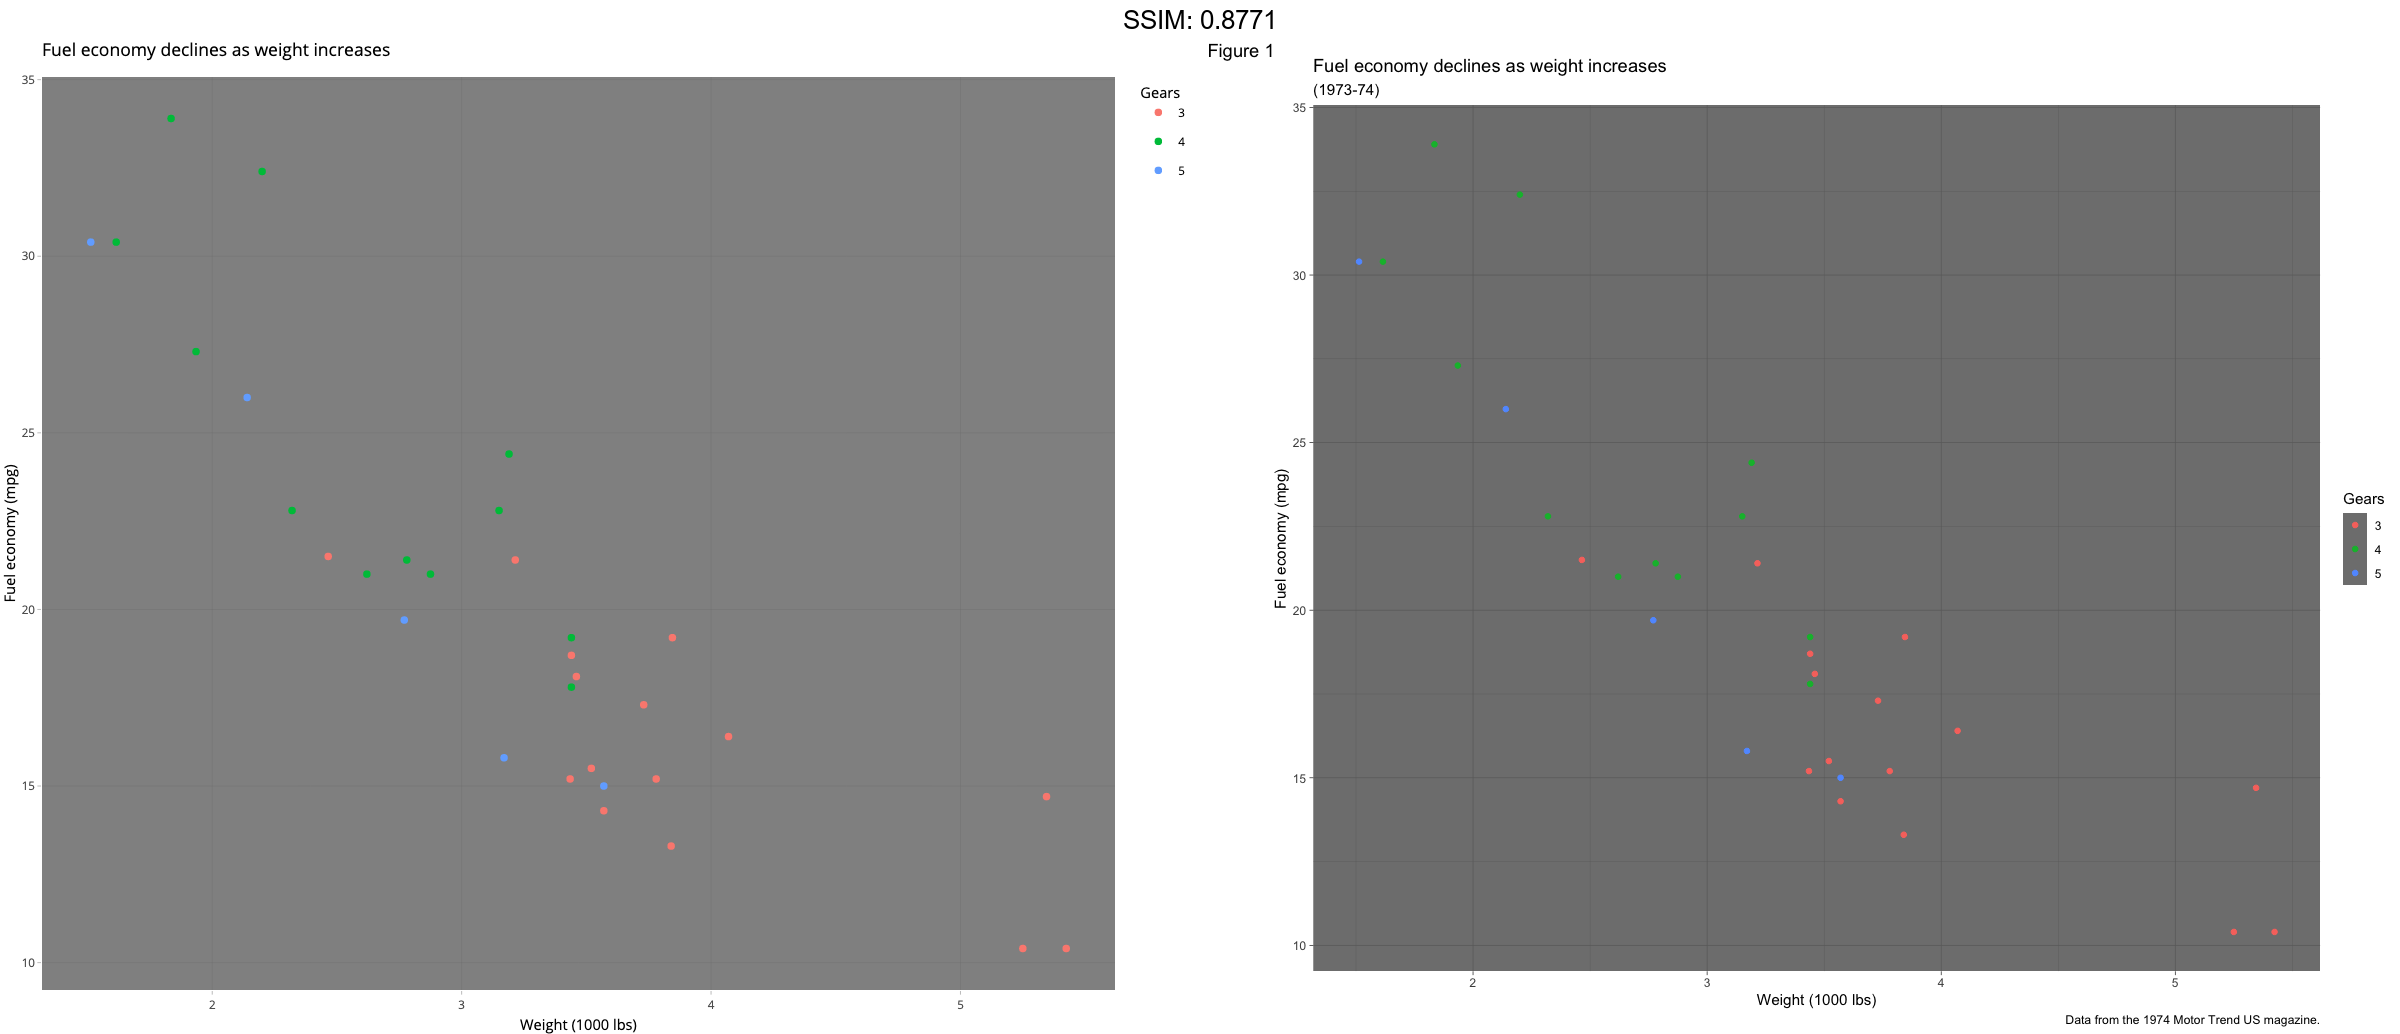 SSIM: 0.8771
Fuel economy declines as weight increases
35
30
25
20
15
10
Fuel economy (mpg)
2 3 4 5
Weight (1000 lbs)
Gears
3
4
5
Figure 1
Fuel economy declines as weight increases
(1973-74)
35
30
25
20
15
10
Fuel economy (mpg)
2 3 4 5
Weight (1000 lbs)
Gears
3
4
5
Data from the 1974 Motor Trend US magazine.